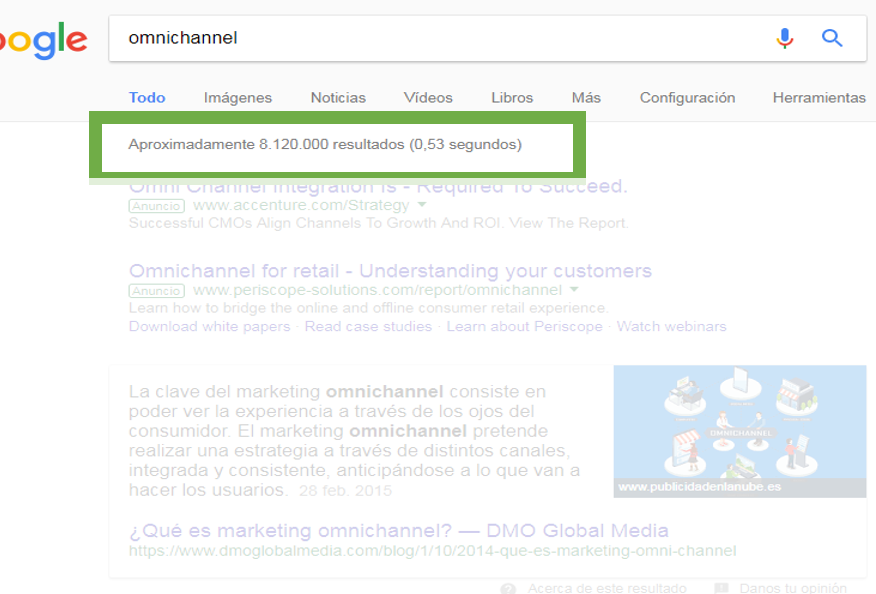 oogle
omnichannel
Todo Imágenes Noticias Vídeos Libros Más Configuración Herramientas
Aproximadamente 8.120.000 resultados (0,53 segundos)
Omni Channel Integration Is - Required To Succeed.
Anuncio www.accenture.com/Strategy
Successful CMOs Align Channels To Growth And ROI. View The Report.
Omnichannel for retail - Understanding your customers
Anuncio www.periscope-solutions.com/report/omnichannel
Learn how to bridge the online and offline consumer retail experience.
Download white papers · Read case studies · Learn about Periscope · Watch webinars
La clave del marketing omnichannel consiste en
poder ver la experiencia a través de los ojos del
consumidor. El marketing omnichannel pretende
realizar una estrategia a través de distintos canales,
integrada y consistente, anticipándose a lo que van a
hacer los usuarios. 28 feb. 2015
OMNICHANNEL
www.publicidadenlanube.es
¿Qué es marketing omnichannel? — DMO Global Media
https://www.dmoglobalmedia.com/blog/1/10/2014-que-es-marketing-omni-channel
Acerca de este resultado Danos tu opinión